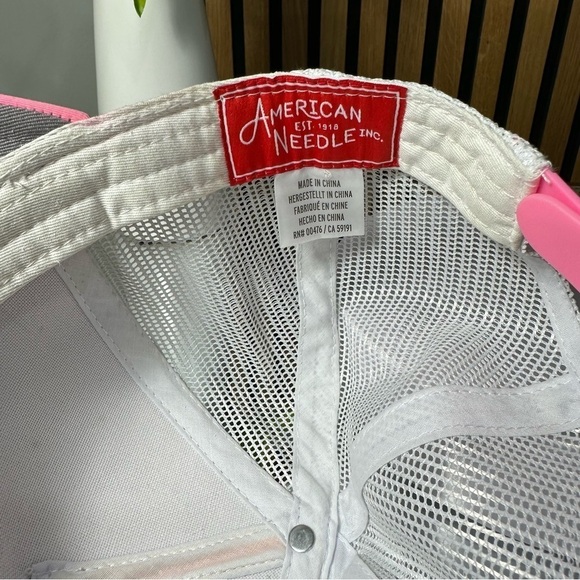 AMERICAN
EST. 1918
NEEDLE INC.
MADE IN CHINA
HERGESTELLT IN CHINA
FABRIQUÉ EN CHINE
HECHO EN CHINA
RN# 00476 / CA 59191